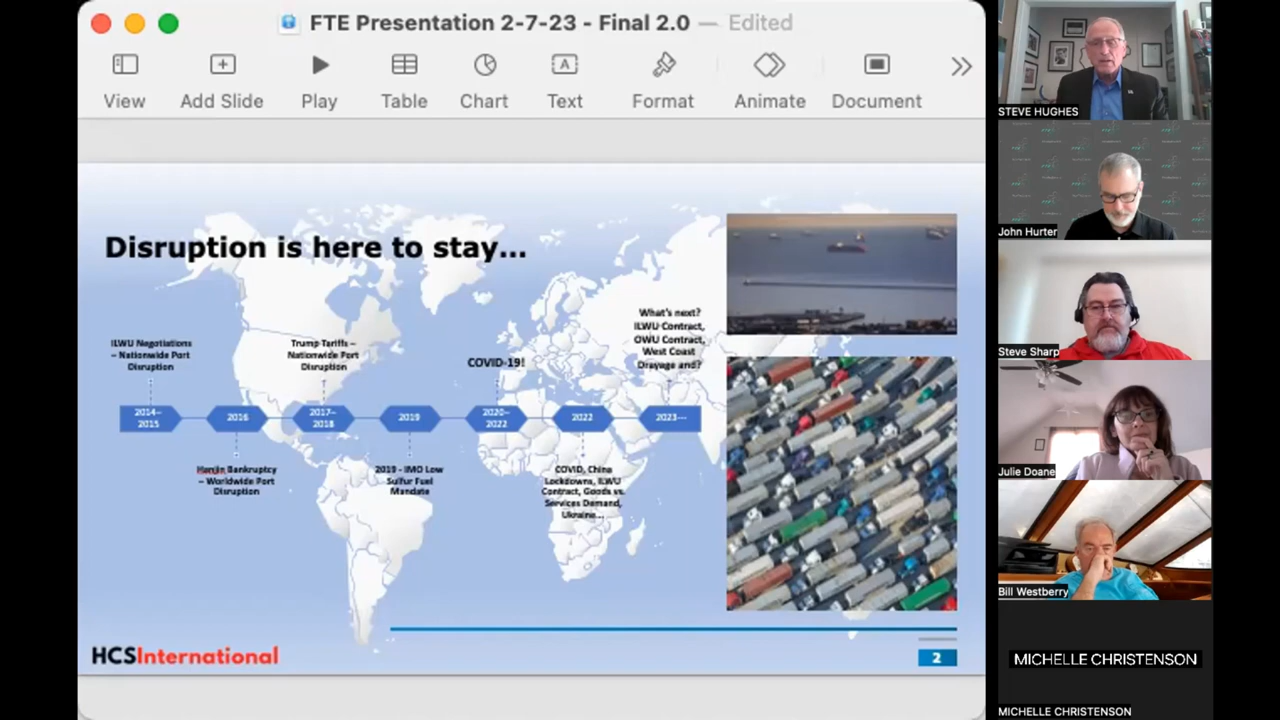 FTE Presentation 2-7-23 - Final 2.0 — Edited
View
Add Slide
Play
Table
Chart
Text
Format
Animate
Document
Disruption is here to stay...
ILWU Negotiations
– Nationwide Port
Disruption
Trump Tariffs –
Nationwide Port
Disruption
COVID-19!
What's next?
ILWU Contract,
OWU Contract,
West Coast
Drayage and?
2014–
2015
2016
2017–
2018
2019
2020–
2022
2022
2023---
Hanjin Bankruptcy
– Worldwide Port
Disruption
2019 - IMO Low
Sulfur Fuel
Mandate
COVID, China
Lockdowns, ILWU
Contract, Goods vs.
Services Demand,
Ukraine...
HCSInternational
2
STEVE HUGHES
John Hurter
Steve Sharp
Julie Doane
Bill Westberry
MICHELLE CHRISTENSON
MICHELLE CHRISTENSON